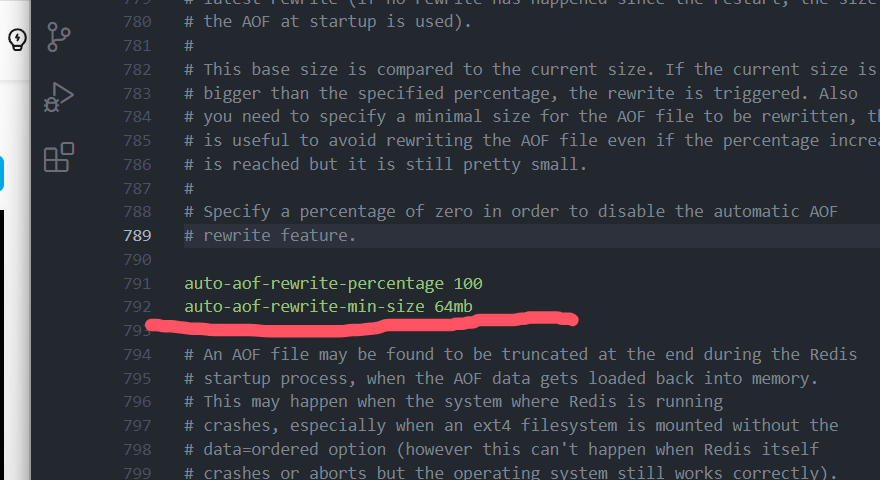 779 # latest rewrite (if no rewrite has happened since the restart, the size
780 # the AOF at startup is used).
781 #
782 # This base size is compared to the current size. If the current size is
783 # bigger than the specified percentage, the rewrite is triggered. Also
784 # you need to specify a minimal size for the AOF file to be rewritten, th
785 # is useful to avoid rewriting the AOF file even if the percentage increa
786 # is reached but it is still pretty small.
787 #
788 # Specify a percentage of zero in order to disable the automatic AOF
789 # rewrite feature.
790
791 auto-aof-rewrite-percentage 100
792 auto-aof-rewrite-min-size 64mb
793
794 # An AOF file may be found to be truncated at the end during the Redis
795 # startup process, when the AOF data gets loaded back into memory.
796 # This may happen when the system where Redis is running
797 # crashes, especially when an ext4 filesystem is mounted without the
798 # data=ordered option (however this can't happen when Redis itself
799 # crashes or aborts but the operating system still works correctly).